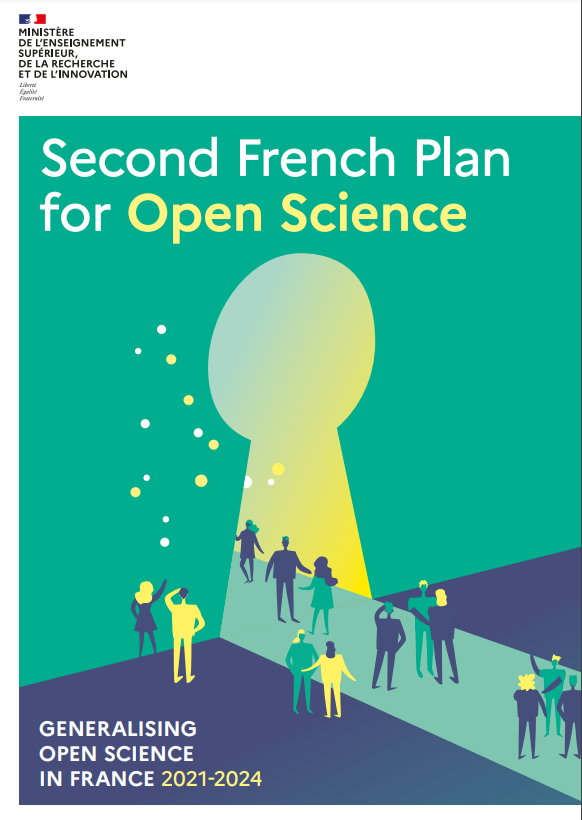 MINISTÈRE
DE L'ENSEIGNEMENT
SUPÉRIEUR,
DE LA RECHERCHE
ET DE L'INNOVATION
Liberté
Égalité
Fraternité
Second French Plan
for Open Science
GENERALISING
OPEN SCIENCE
IN FRANCE 2021-2024